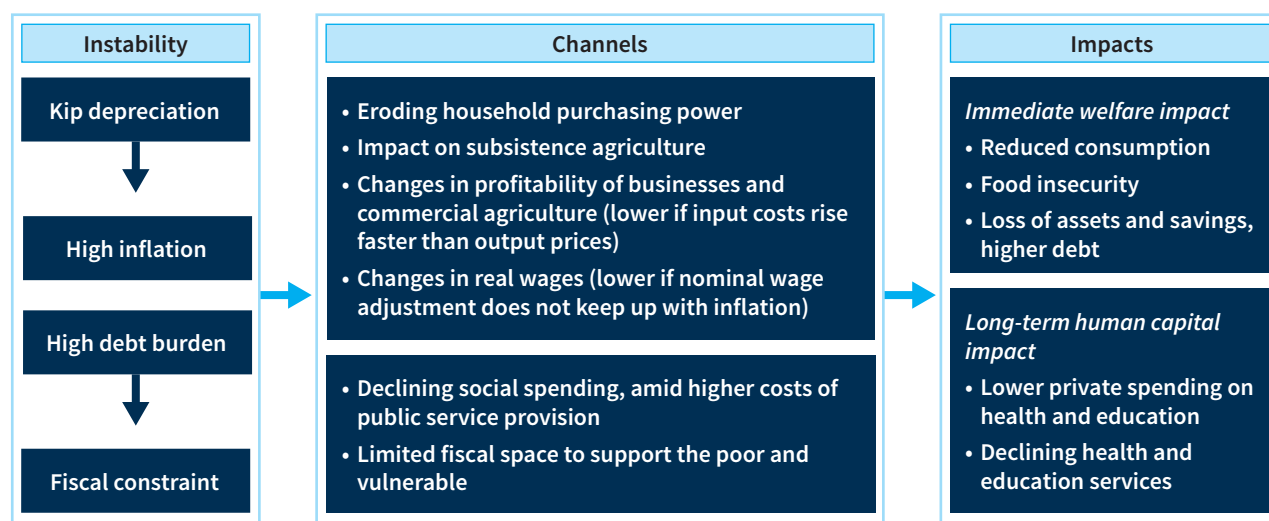 Instability
Kip depreciation
High inflation
High debt burden
Fiscal constraint
Channels
• Eroding household purchasing power
• Impact on subsistence agriculture
• Changes in profitability of businesses and
commercial agriculture (lower if input costs rise
faster than output prices)
• Changes in real wages (lower if nominal wage
adjustment does not keep up with inflation)
• Declining social spending, amid higher costs of
public service provision
• Limited fiscal space to support the poor and
vulnerable
Impacts
Immediate welfare impact
• Reduced consumption
• Food insecurity
• Loss of assets and savings,
higher debt
Long-term human capital
impact
• Lower private spending on
health and education
• Declining health and
education services